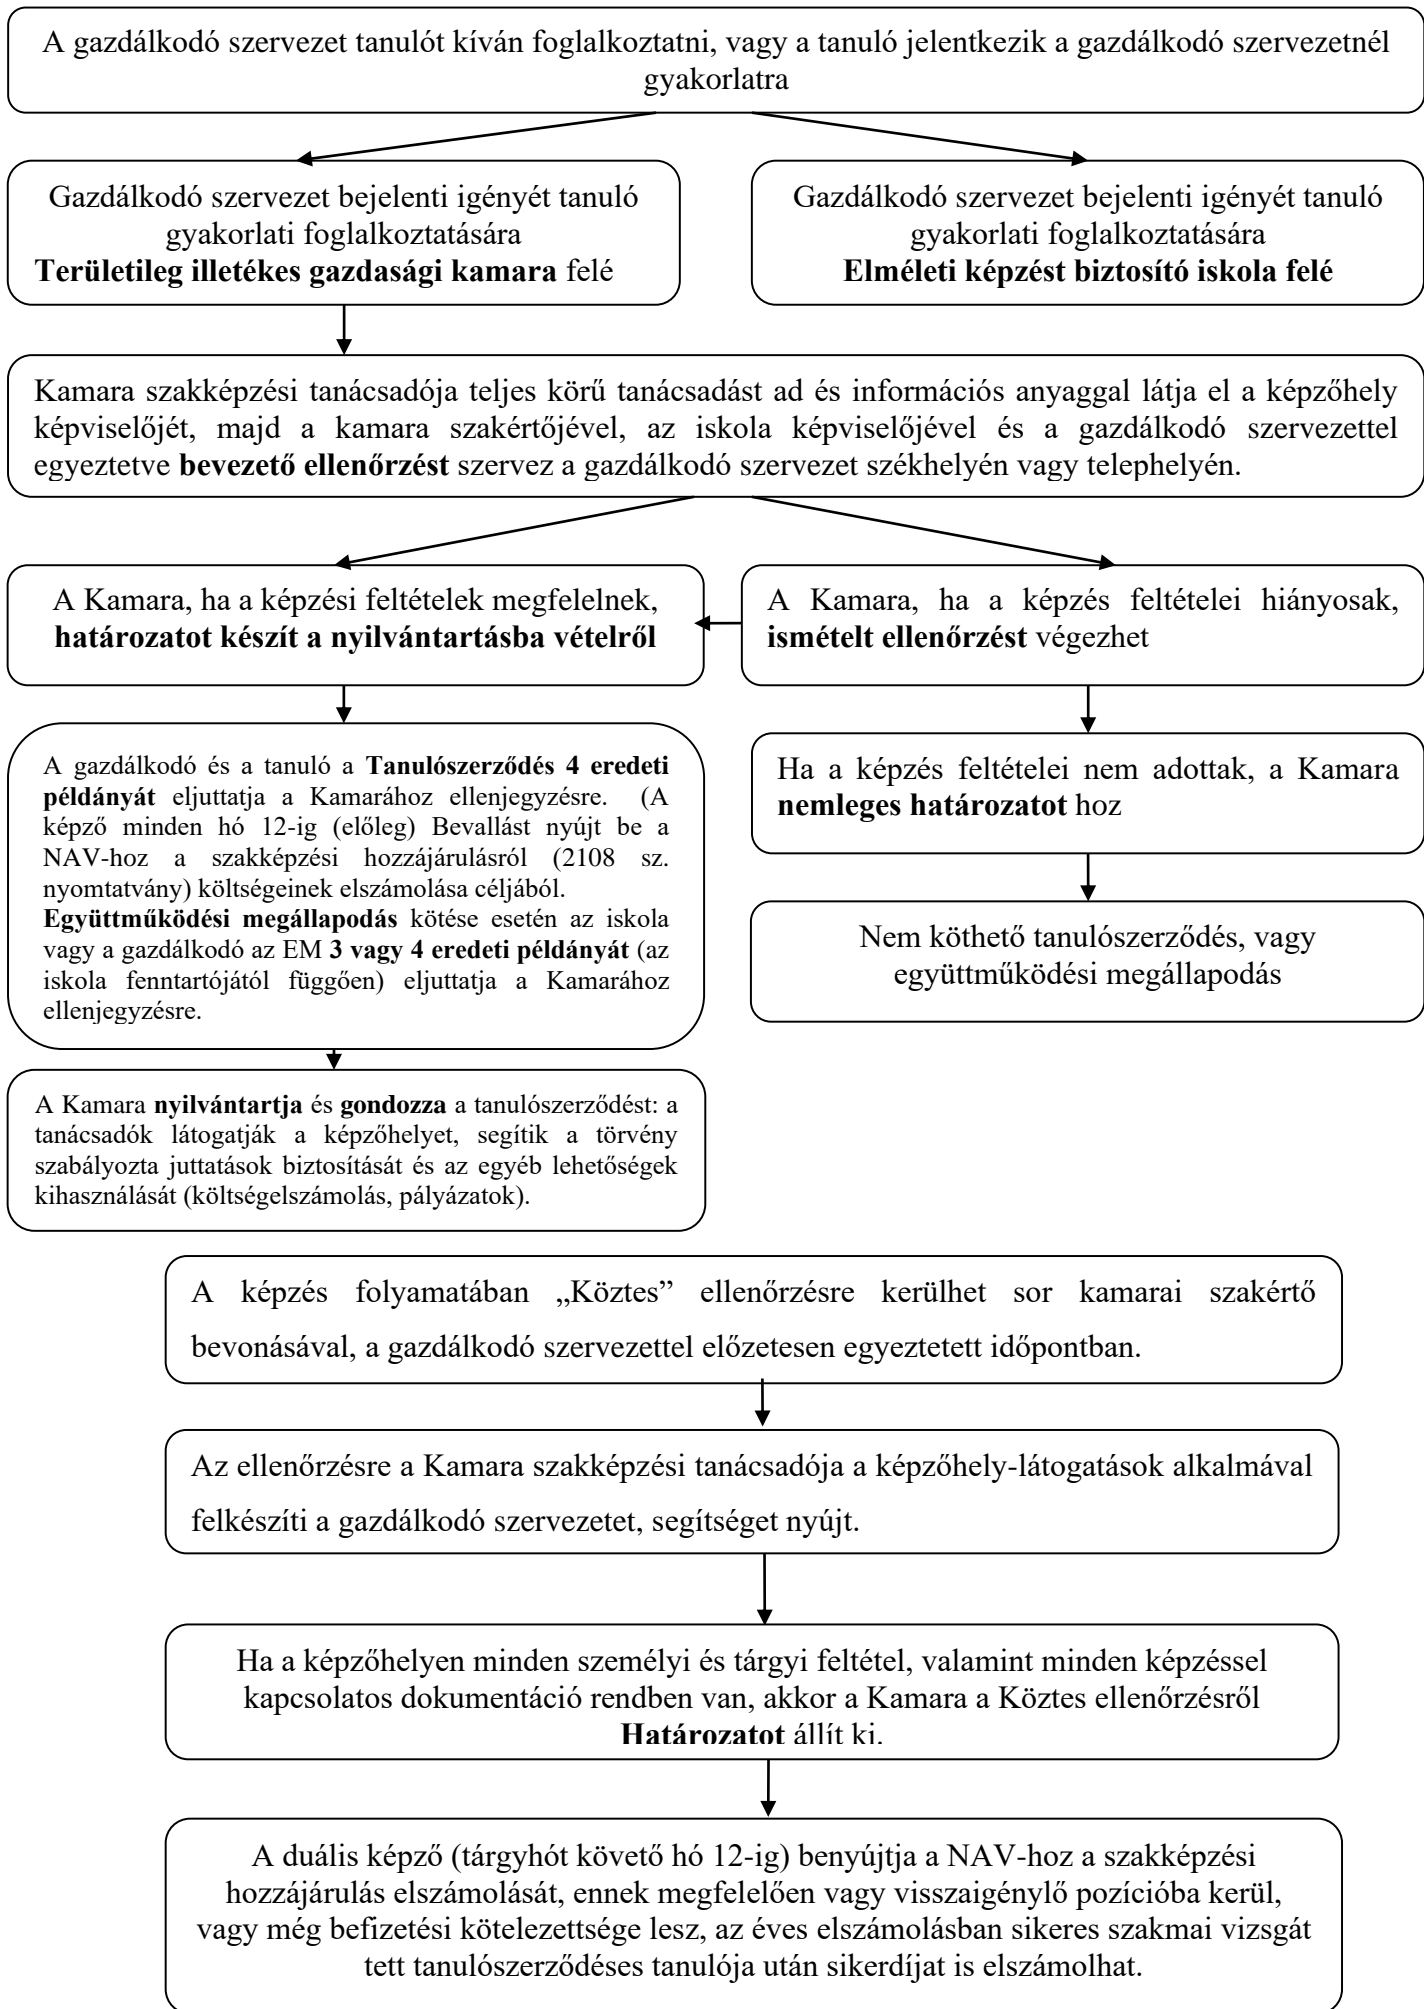 A gazdálkodó szervezet tanulót kíván foglalkoztatni, vagy a tanuló jelentkezik a gazdálkodó szervezetnél
gyakorlatra
Gazdálkodó szervezet bejelenti igényét tanuló
gyakorlati foglalkoztatására
Területileg illetékes gazdasági kamara felé
Gazdálkodó szervezet bejelenti igényét tanuló
gyakorlati foglalkoztatására
Elméleti képzést biztosító iskola felé
Kamara szakképzési tanácsadója teljes körű tanácsadást ad és információs anyaggal látja el a képzőhely
képviselőjét, majd a kamara szakértőjével, az iskola képviselőjével és a gazdálkodó szervezettel
egyeztetve bevezető ellenőrzést szervez a gazdálkodó szervezet székhelyén vagy telephelyén.
A Kamara, ha a képzési feltételek megfelelnek,
határozatot készít a nyilvántartásba vételről
A Kamara, ha a képzés feltételei hiányosak,
ismételt ellenőrzést végezhet
A gazdálkodó és a tanuló a Tanulószerződés 4 eredeti
példányát eljuttatja a Kamarához ellenjegyzésre. (A
képző minden hó 12-ig (előleg) Bevallást nyújt be a
NAV-hoz a szakképzési hozzájárulásról (2108 sz.
nyomtatvány) költségeinek elszámolása céljából.
Együttműködési megállapodás kötése esetén az iskola
vagy a gazdálkodó az EM 3 vagy 4 eredeti példányát (az
iskola fenntartójától függően) eljuttatja a Kamarához
ellenjegyzésre.
Ha a képzés feltételei nem adottak, a Kamara
nemleges határozatot hoz
Nem köthető tanulószerződés, vagy
együttműködési megállapodás
A Kamara nyilvántartja és gondozza a tanulószerződést: a
tanácsadók látogatják a képzőhelyet, segítik a törvény
szabályozta juttatások biztosítását és az egyéb lehetőségek
kihasználását (költségelszámolás, pályázatok).
A képzés folyamatában „Köztes” ellenőrzésre kerülhet sor kamarai szakértő
bevonásával, a gazdálkodó szervezettel előzetesen egyeztetett időpontban.
Az ellenőrzésre a Kamara szakképzési tanácsadója a képzőhely-látogatások alkalmával
felkészíti a gazdálkodó szervezetet, segítséget nyújt.
Ha a képzőhelyen minden személyi és tárgyi feltétel, valamint minden képzéssel
kapcsolatos dokumentáció rendben van, akkor a Kamara a Köztes ellenőrzésről
Határozatot állít ki.
A duális képző (tárgyhót követő hó 12-ig) benyújtja a NAV-hoz a szakképzési
hozzájárulás elszámolását, ennek megfelelően vagy visszaigénylő pozícióba kerül,
vagy még befizetési kötelezettsége lesz, az éves elszámolásban sikeres szakmai vizsgát
tett tanulószerződéses tanulója után sikerdíjat is elszámolhat.